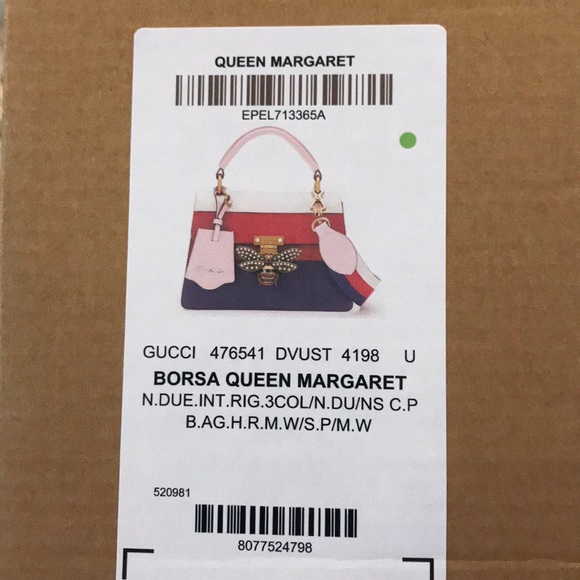 QUEEN MARGARET
EPEL713365A
GUCCI 476541 DVUST 4198 U
BORSA QUEEN MARGARET
N.DUE.INT.RIG.3COL/N.DU/NS C.P
B.AG.H.R.M.W/S.P/M.W
520981
8077524798